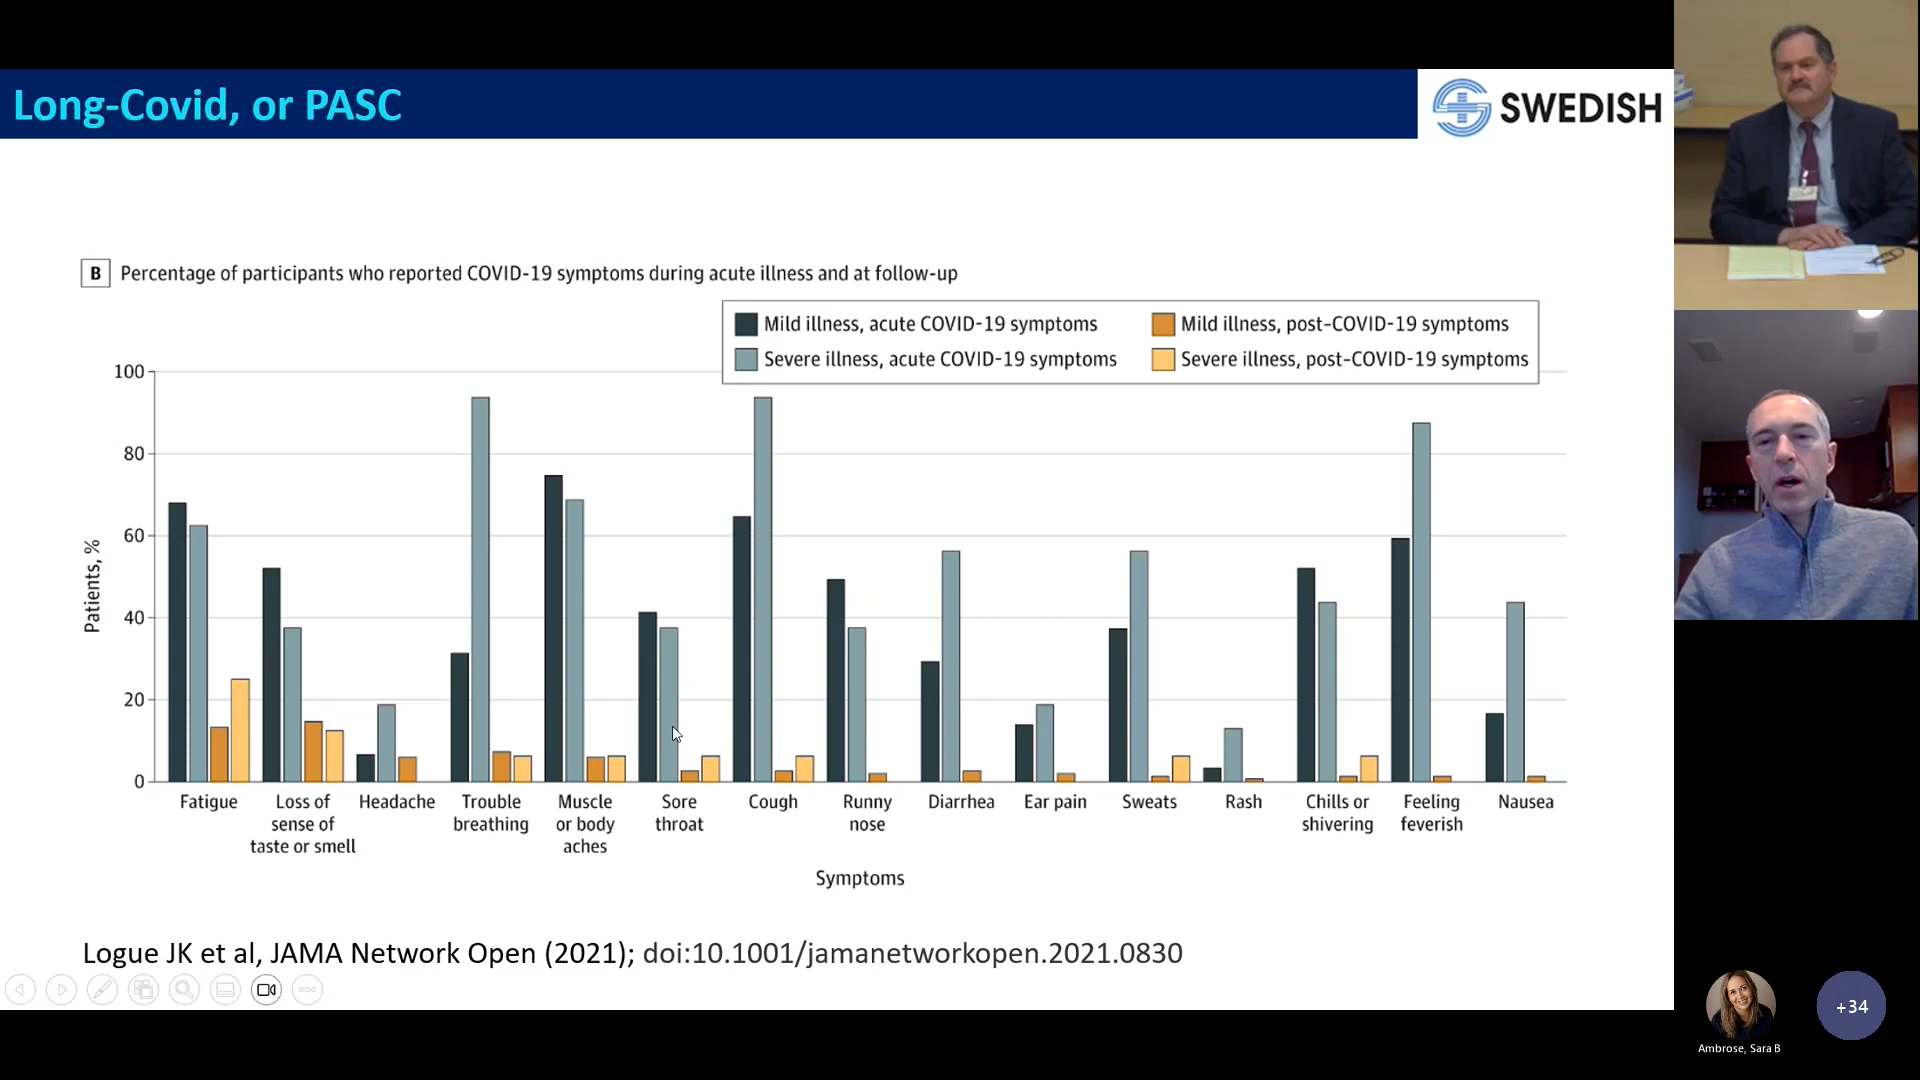 Long-Covid, or PASC
SWEDISH
B Percentage of participants who reported COVID-19 symptoms during acute illness and at follow-up
Mild illness, acute COVID-19 symptoms
Mild illness, post-COVID-19 symptoms
Severe illness, acute COVID-19 symptoms
Severe illness, post-COVID-19 symptoms
100
80
60
40
20
0
Patients, %
Fatigue
Loss of
sense of
taste or smell
Headache
Trouble
breathing
Muscle
or body
aches
Sore
throat
Cough
Runny
nose
Diarrhea
Ear pain
Sweats
Rash
Chills or
shivering
Feeling
feverish
Nausea
Symptoms
Logue JK et al, JAMA Network Open (2021); doi:10.1001/jamanetworkopen.2021.0830
+34
Ambrose, Sara B